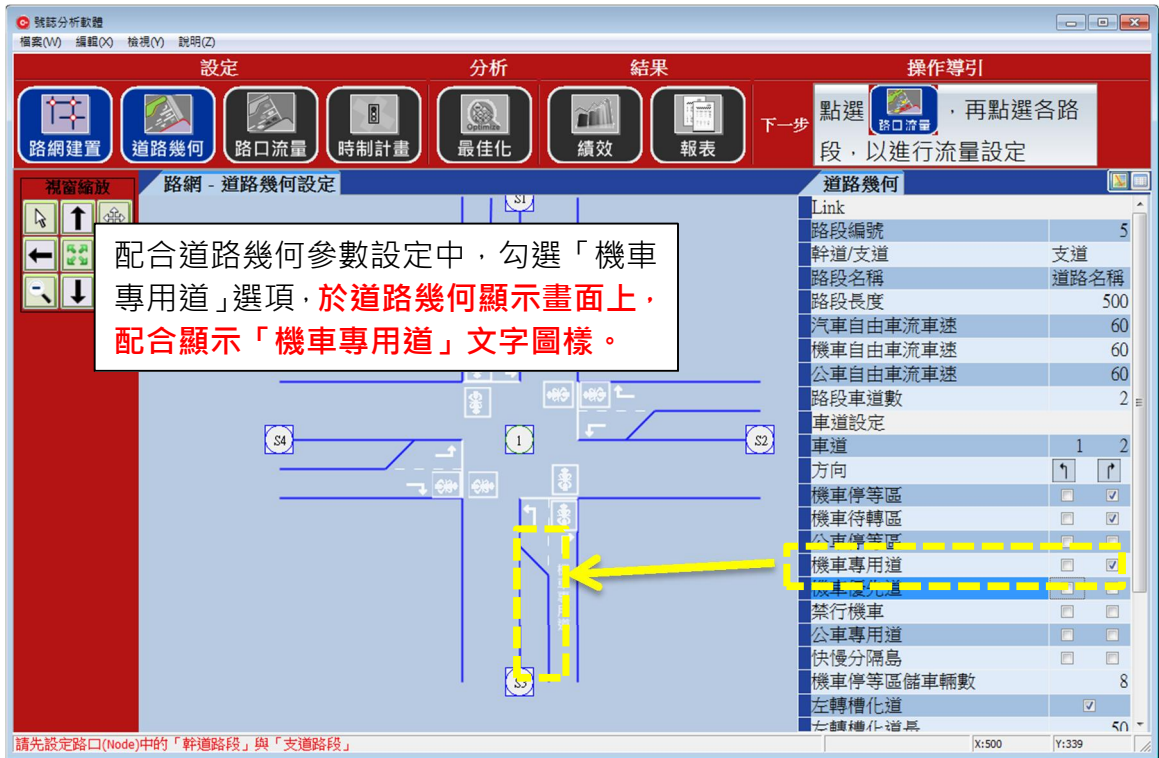 號誌分析軟體
檔案(W) 編輯(X) 檢視(Y) 說明(Z)
設定 分析 結果 操作導引
路網建置 道路幾何 路口流量 時制計畫 Optimize 最佳化 績效 報表 下一步
點選 路口流量 ，再點選各路
段，以進行流量設定
視窗縮放
路網 - 道路幾何設定
S1
配合道路幾何參數設定中，勾選「機車
專用道」選項，於道路幾何顯示畫面上，
配合顯示「機車專用道」文字圖樣。
S4 1 S2
S3
道路幾何
Link
路段編號 5
幹道/支道 支道
路段名稱 道路名稱
路段長度 500
汽車自由車流車速 60
機車自由車流車速 60
公車自由車流車速 60
路段車道數 2
車道設定
車道 1 2
方向
機車停等區
機車待轉區
公車停等區
機車專用道
機車優先道
禁行機車
公車專用道
快慢分隔島
機車停等區儲車輛數 8
左轉槽化道
左轉槽化道長 50
請先設定路口(Node)中的「幹道路段」與「支道路段」 X:500 Y:339